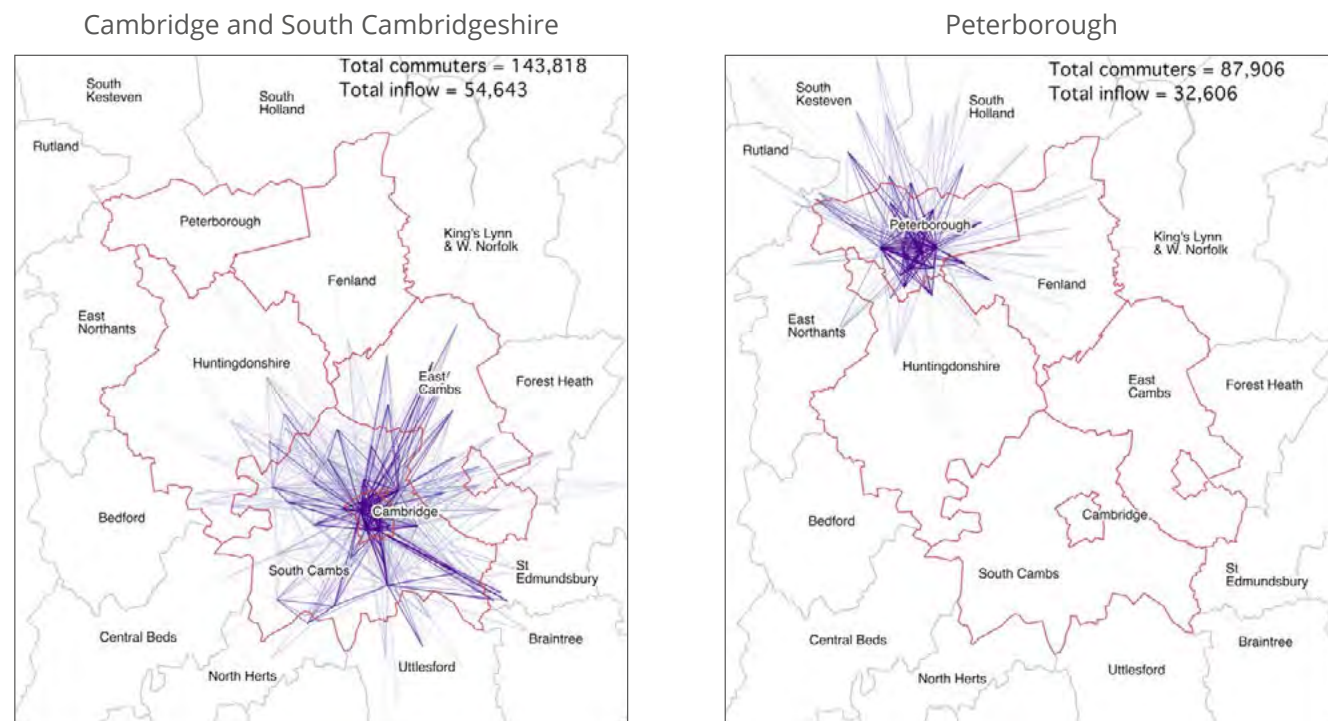 Cambridge and South Cambridgeshire
Total commuters = 143,818
Total inflow = 54,643
South
Kesteven
South
Holland
Rutland
Peterborough
King's Lynn
& W. Norfolk
Fenland
East
Northants
Huntingdonshire
East
Cambs
Forest Heath
Cambridge
Bedford
South Cambs
St
Edmundsbury
Central Beds
Braintree
Uttlesford
North Herts
Peterborough
Total commuters = 87,906
Total inflow = 32,606
South
Kesteven
South
Holland
Rutland
Peterborough
King's Lynn
& W. Norfolk
Fenland
East
Northants
Huntingdonshire
East
Cambs
Forest Heath
Cambridge
Bedford
South Cambs
St
Edmundsbury
Central Beds
Braintree
Uttlesford
North Herts